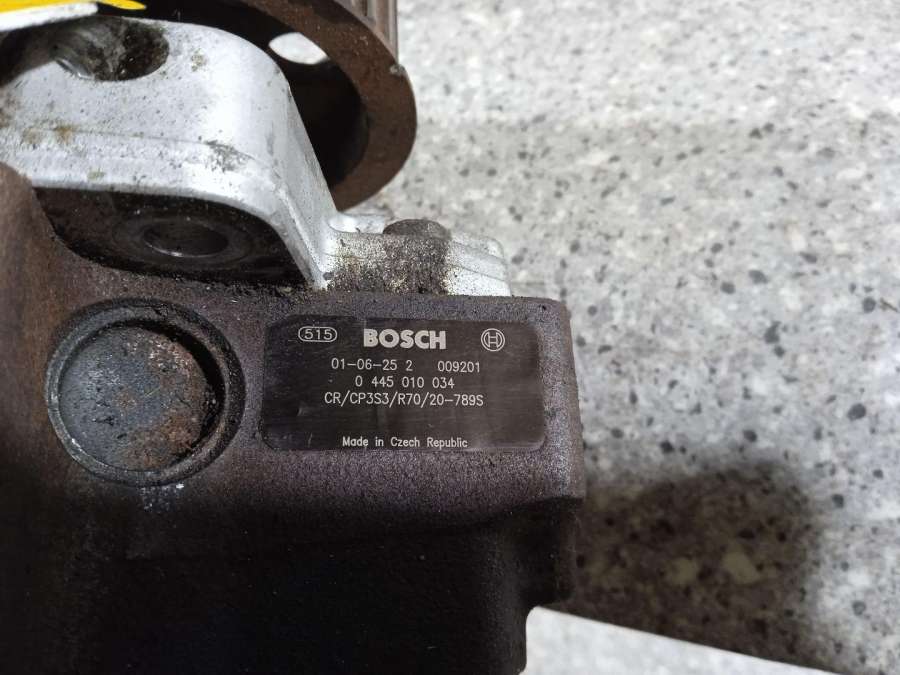 515 BOSCH
01-06-25 2 009201
0 445 010 034
CR/CP3S3/R70/20-789S
Made in Czech Republic